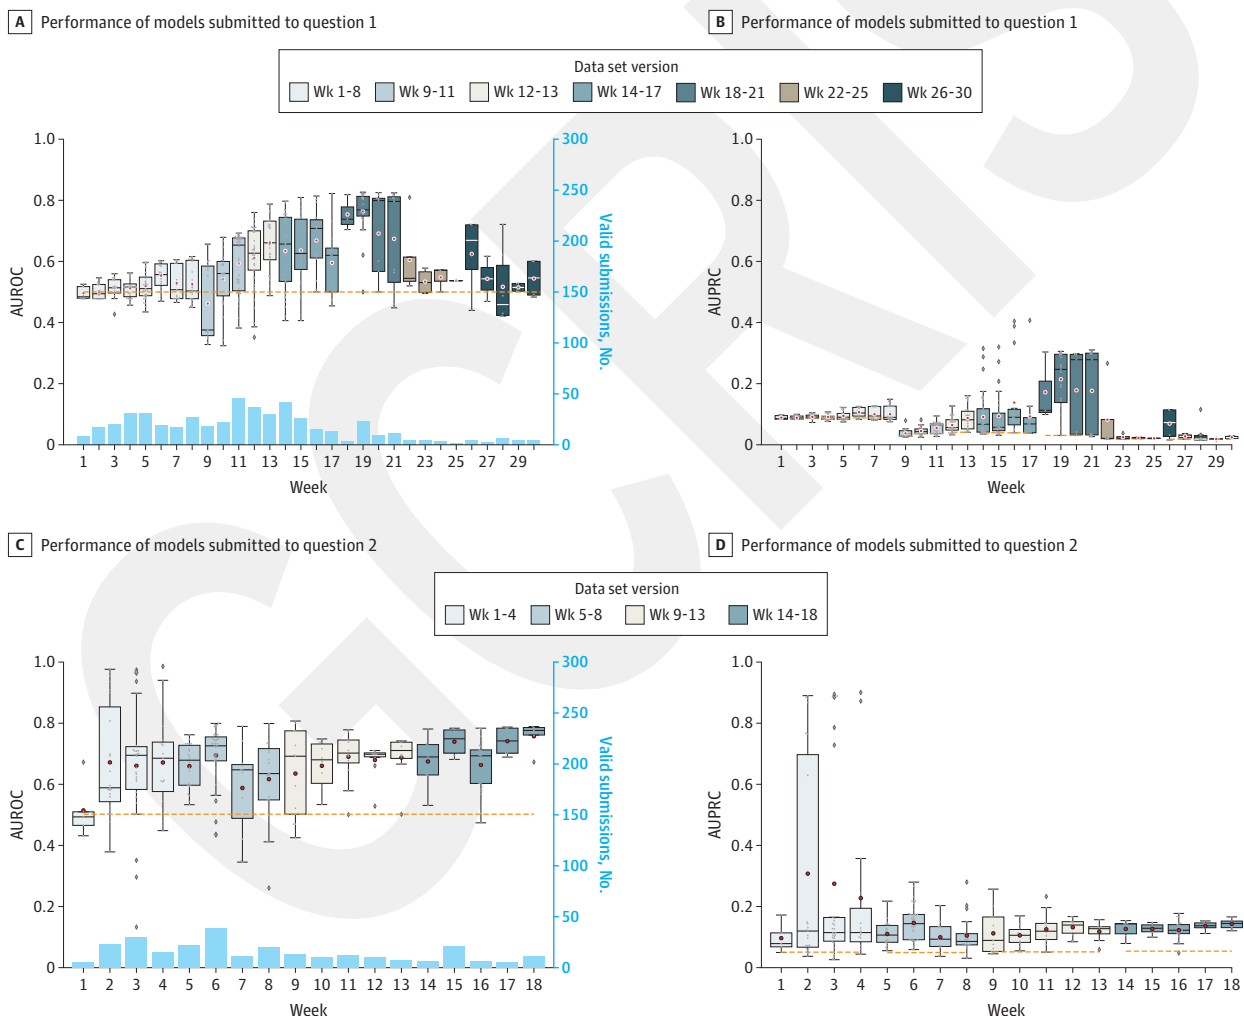 A Performance of models submitted to question 1
B Performance of models submitted to question 1
Data set version
Wk 1-8 Wk 9-11 Wk 12-13 Wk 14-17 Wk 18-21 Wk 22-25 Wk 26-30
1.0
0.8
0.6
0.4
0.2
0
AUROC
300
250
200
150
100
50
0
Valid submissions, No.
1 3 5 7 9 11 13 15 17 19 21 23 25 27 29
Week
1.0
0.8
0.6
0.4
0.2
0
AUPRC
1 3 5 7 9 11 13 15 17 19 21 23 25 27 29
Week
C Performance of models submitted to question 2
D Performance of models submitted to question 2
Data set version
Wk 1-4 Wk 5-8 Wk 9-13 Wk 14-18
1.0
0.8
0.6
0.4
0.2
0
AUROC
300
250
200
150
100
50
0
Valid submissions, No.
1 2 3 4 5 6 7 8 9 10 11 12 13 14 15 16 17 18
Week
1.0
0.8
0.6
0.4
0.2
0
AUPRC
1 2 3 4 5 6 7 8 9 10 11 12 13 14 15 16 17 18
Week
GCRIS